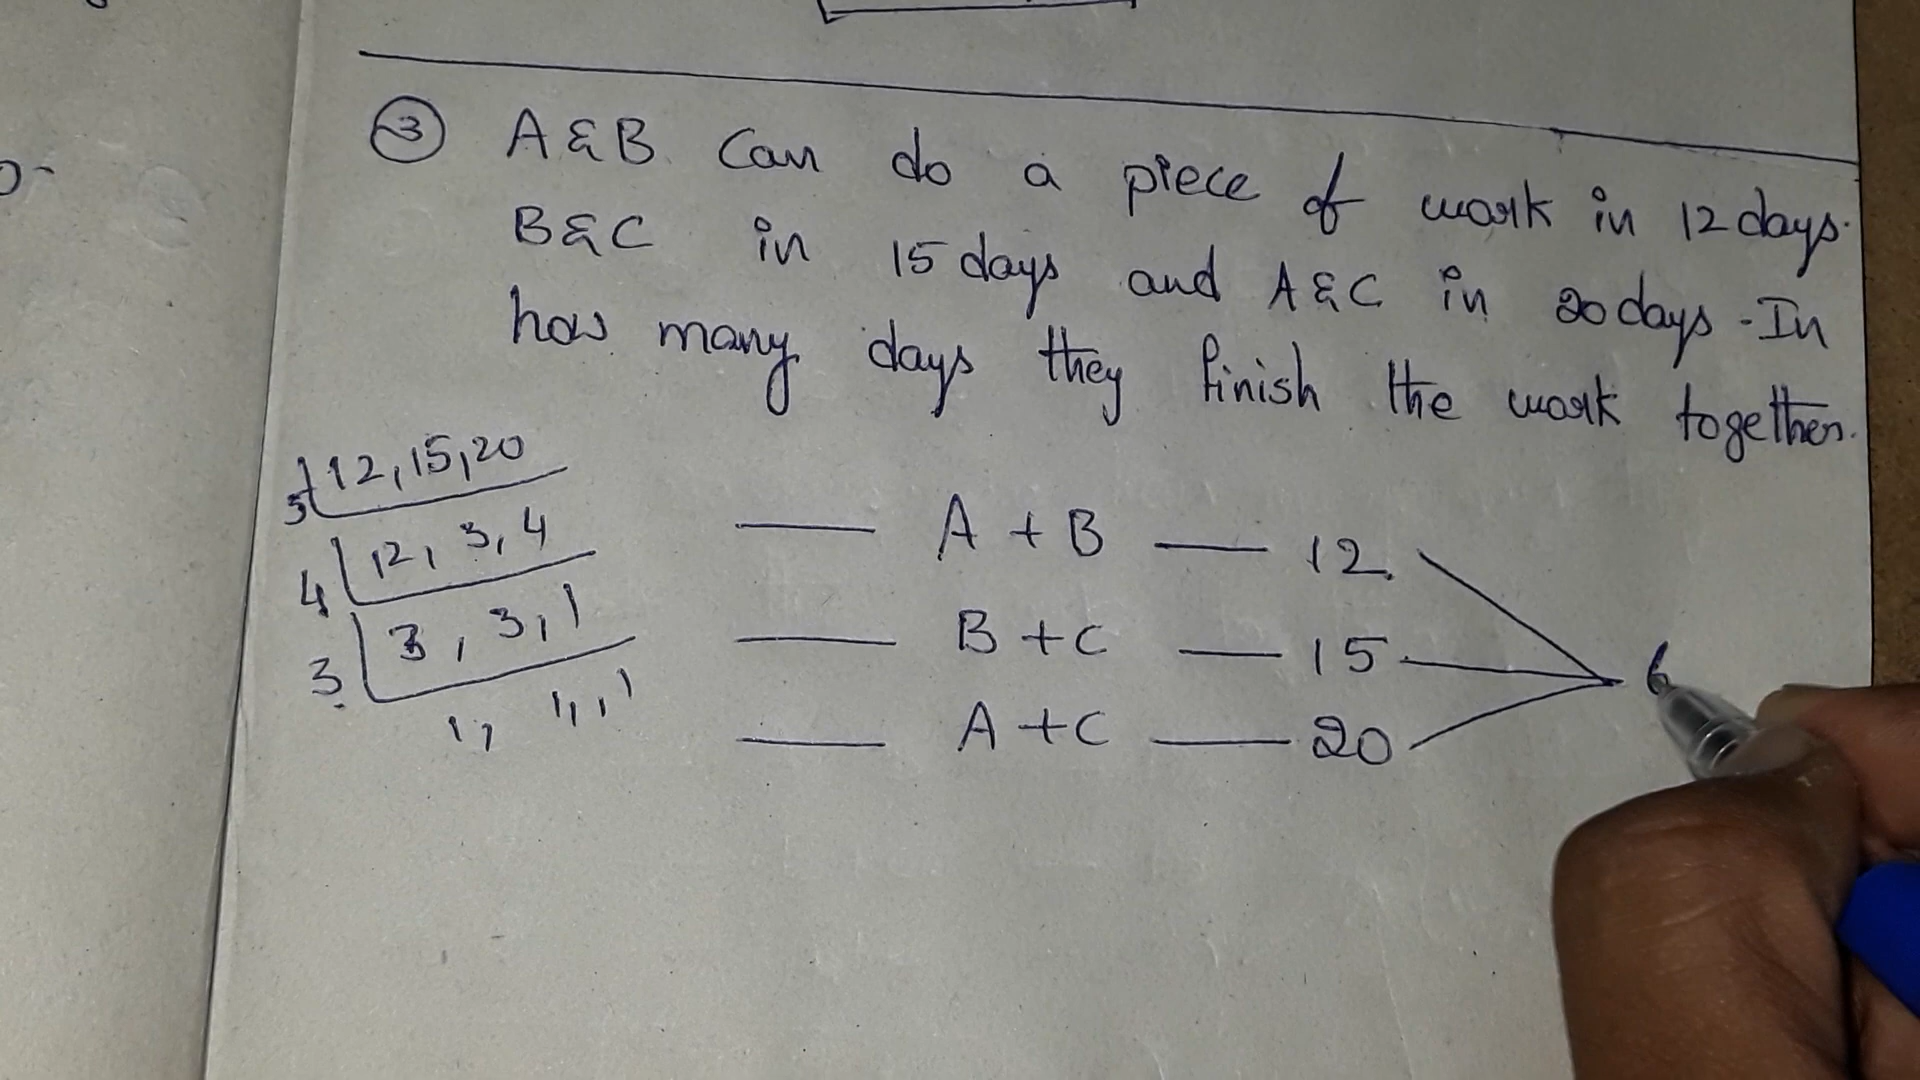 ③ A & B can do a piece of work in 12 days.
B & C in 15 days and A & C in 20 days. In
how many days they finish the work together.
5 12, 15, 20
4 12, 3, 4
3 3, 3, 1
1, 1, 1
— A + B — 12
— B + C — 15
— A + C — 20
6